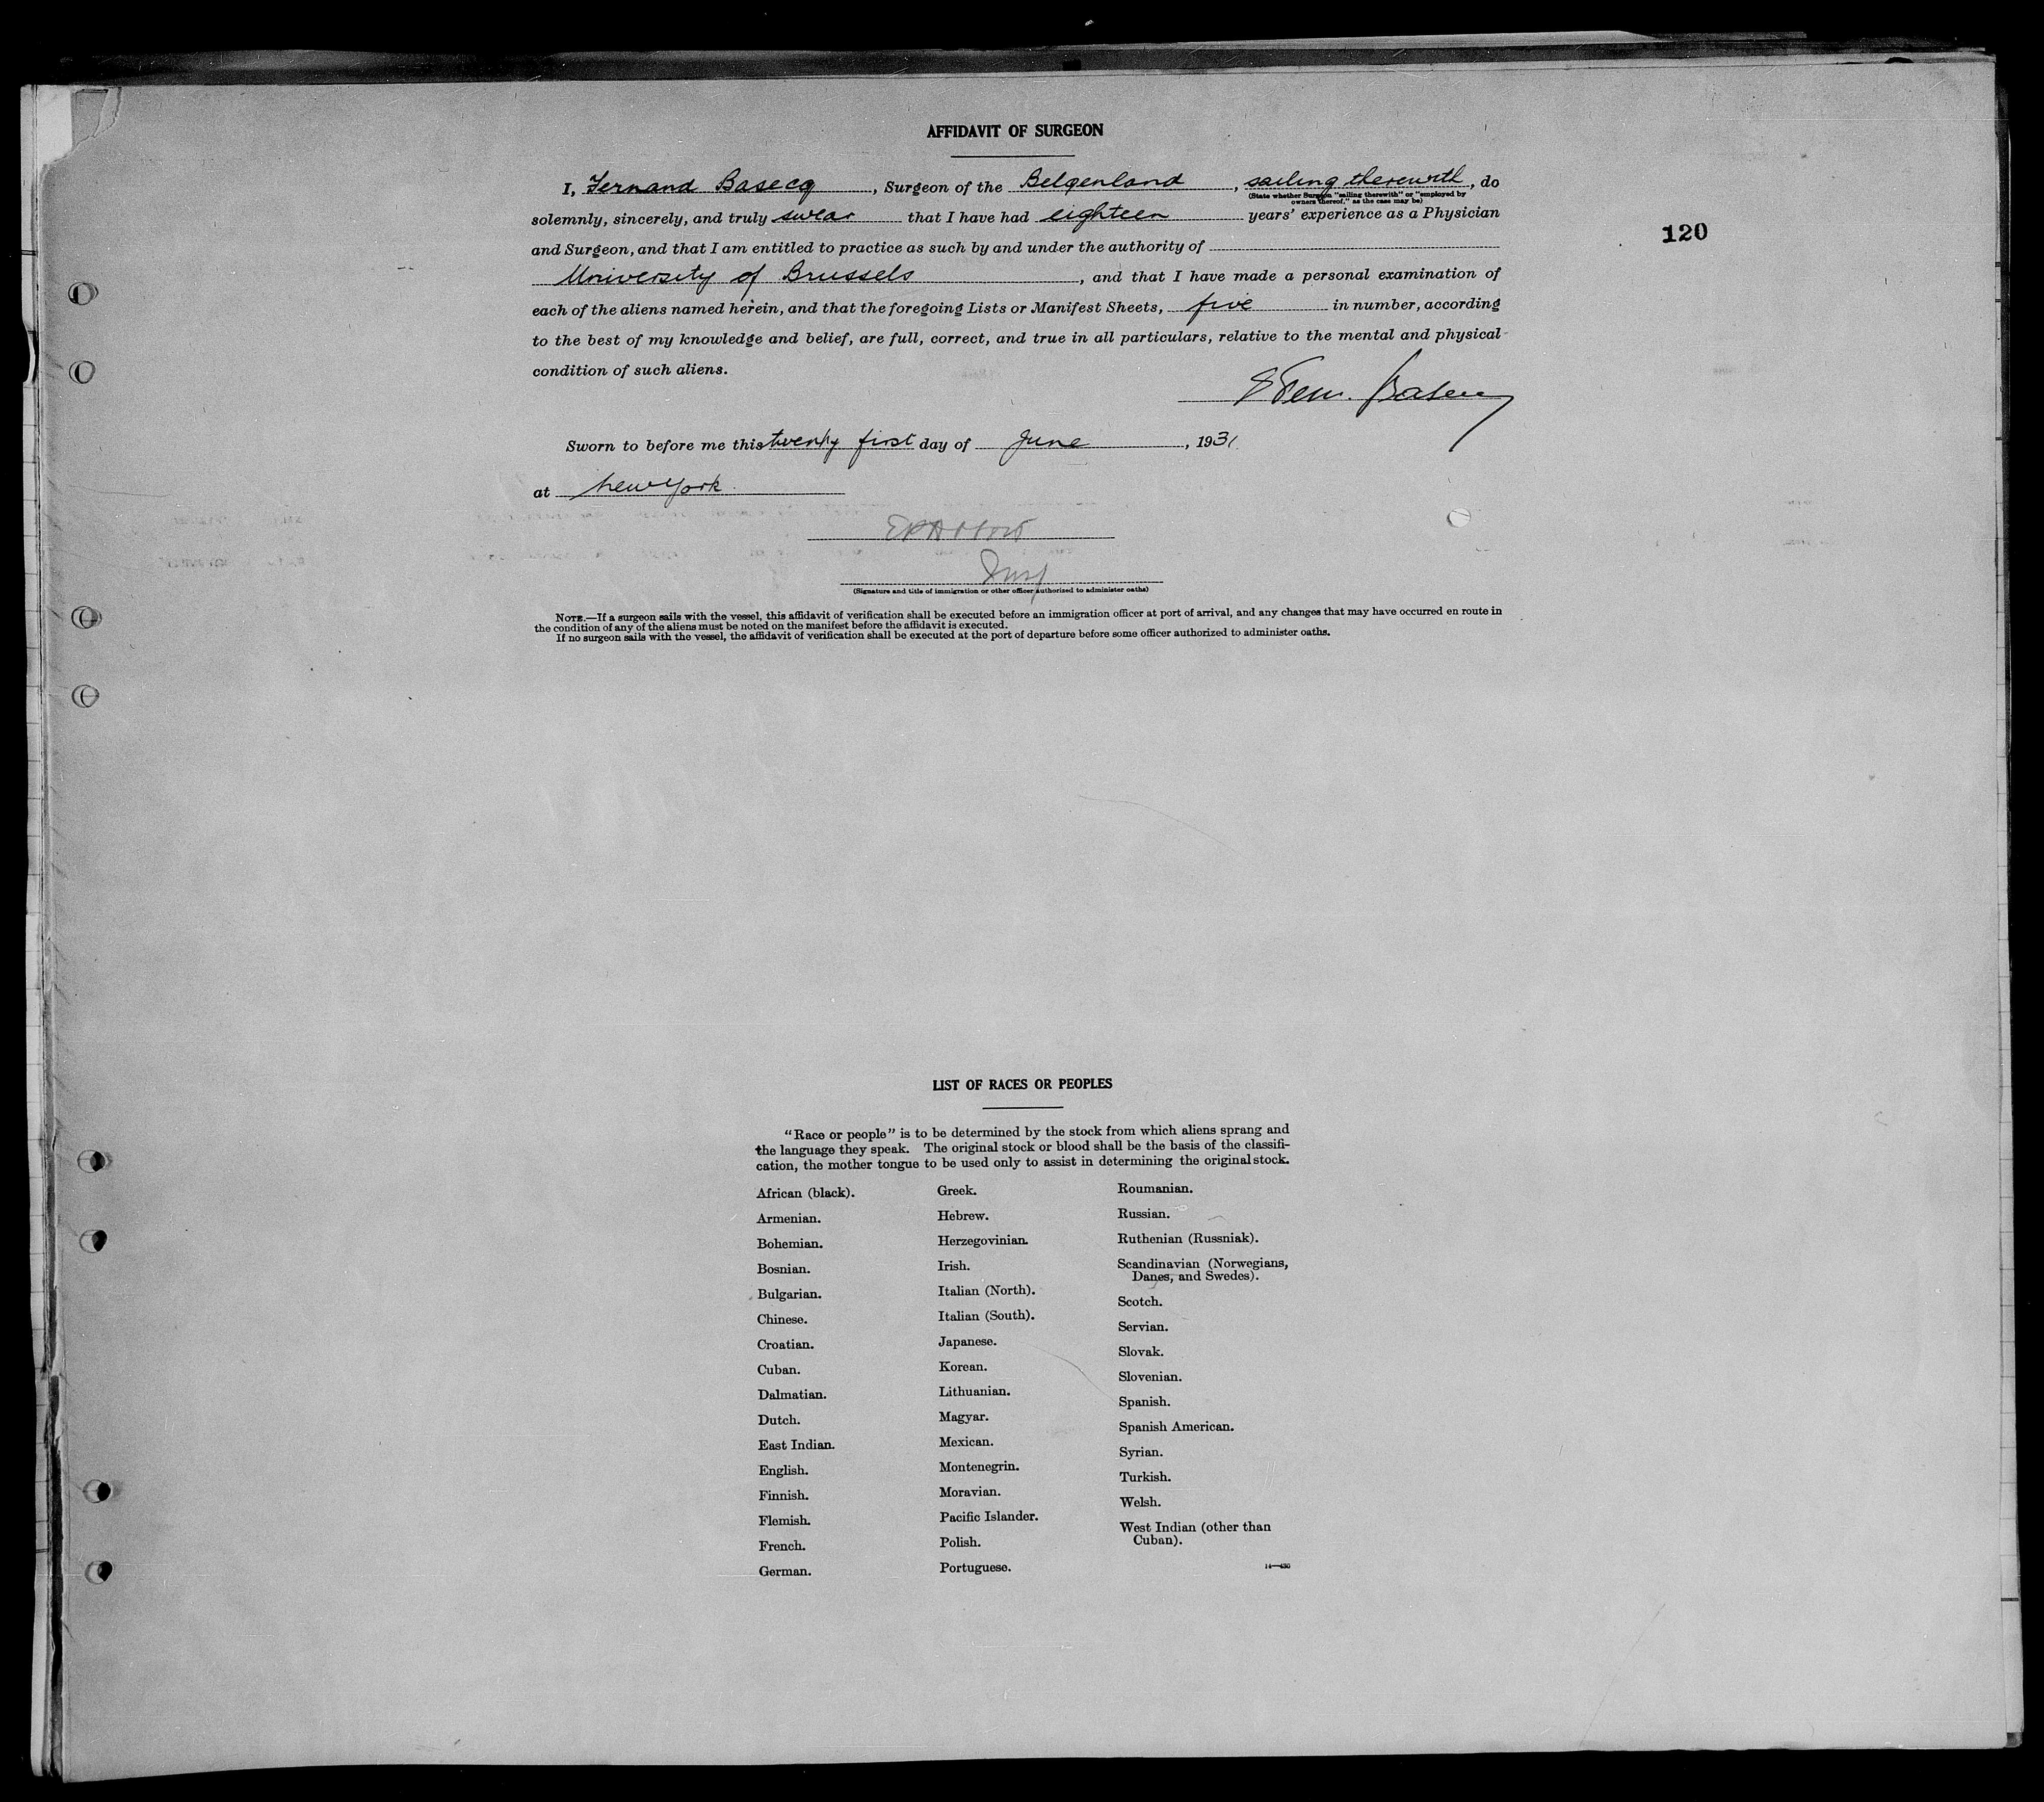 AFFIDAVIT OF SURGEON
I, Fernand Basecq, Surgeon of the Belgenland, sailing therewith, do
(State whether Surgeon "sailing therewith" or "employed by
owners thereof," as the case may be)
solemnly, sincerely, and truly swear that I have had eighteen years' experience as a Physician
120
and Surgeon, and that I am entitled to practice as such by and under the authority of
University of Brussels, and that I have made a personal examination of
each of the aliens named herein, and that the foregoing Lists or Manifest Sheets, five in number, according
to the best of my knowledge and belief, are full, correct, and true in all particulars, relative to the mental and physical
condition of such aliens.
Sworn to before me this twenty first day of June, 1931
at New York
(Signature and title of immigration or other officer authorized to administer oaths)
NOTE.—If a surgeon sails with the vessel, this affidavit of verification shall be executed before an immigration officer at port of arrival, and any changes that may have occurred en route in
the condition of any of the aliens must be noted on the manifest before the affidavit is executed.
If no surgeon sails with the vessel, the affidavit of verification shall be executed at the port of departure before some officer authorized to administer oaths.
LIST OF RACES OR PEOPLES
"Race or people" is to be determined by the stock from which aliens sprang and
the language they speak. The original stock or blood shall be the basis of the classifi-
cation, the mother tongue to be used only to assist in determining the original stock.
African (black).
Armenian.
Bohemian.
Bosnian.
Bulgarian.
Chinese.
Croatian.
Cuban.
Dalmatian.
Dutch.
East Indian.
English.
Finnish.
Flemish.
French.
German.
Greek.
Hebrew.
Herzegovinian.
Irish.
Italian (North).
Italian (South).
Japanese.
Korean.
Lithuanian.
Magyar.
Mexican.
Montenegrin.
Moravian.
Pacific Islander.
Polish.
Portuguese.
Roumanian.
Russian.
Ruthenian (Russniak).
Scandinavian (Norwegians,
Danes, and Swedes).
Scotch.
Servian.
Slovak.
Slovenian.
Spanish.
Spanish American.
Syrian.
Turkish.
Welsh.
West Indian (other than
Cuban).